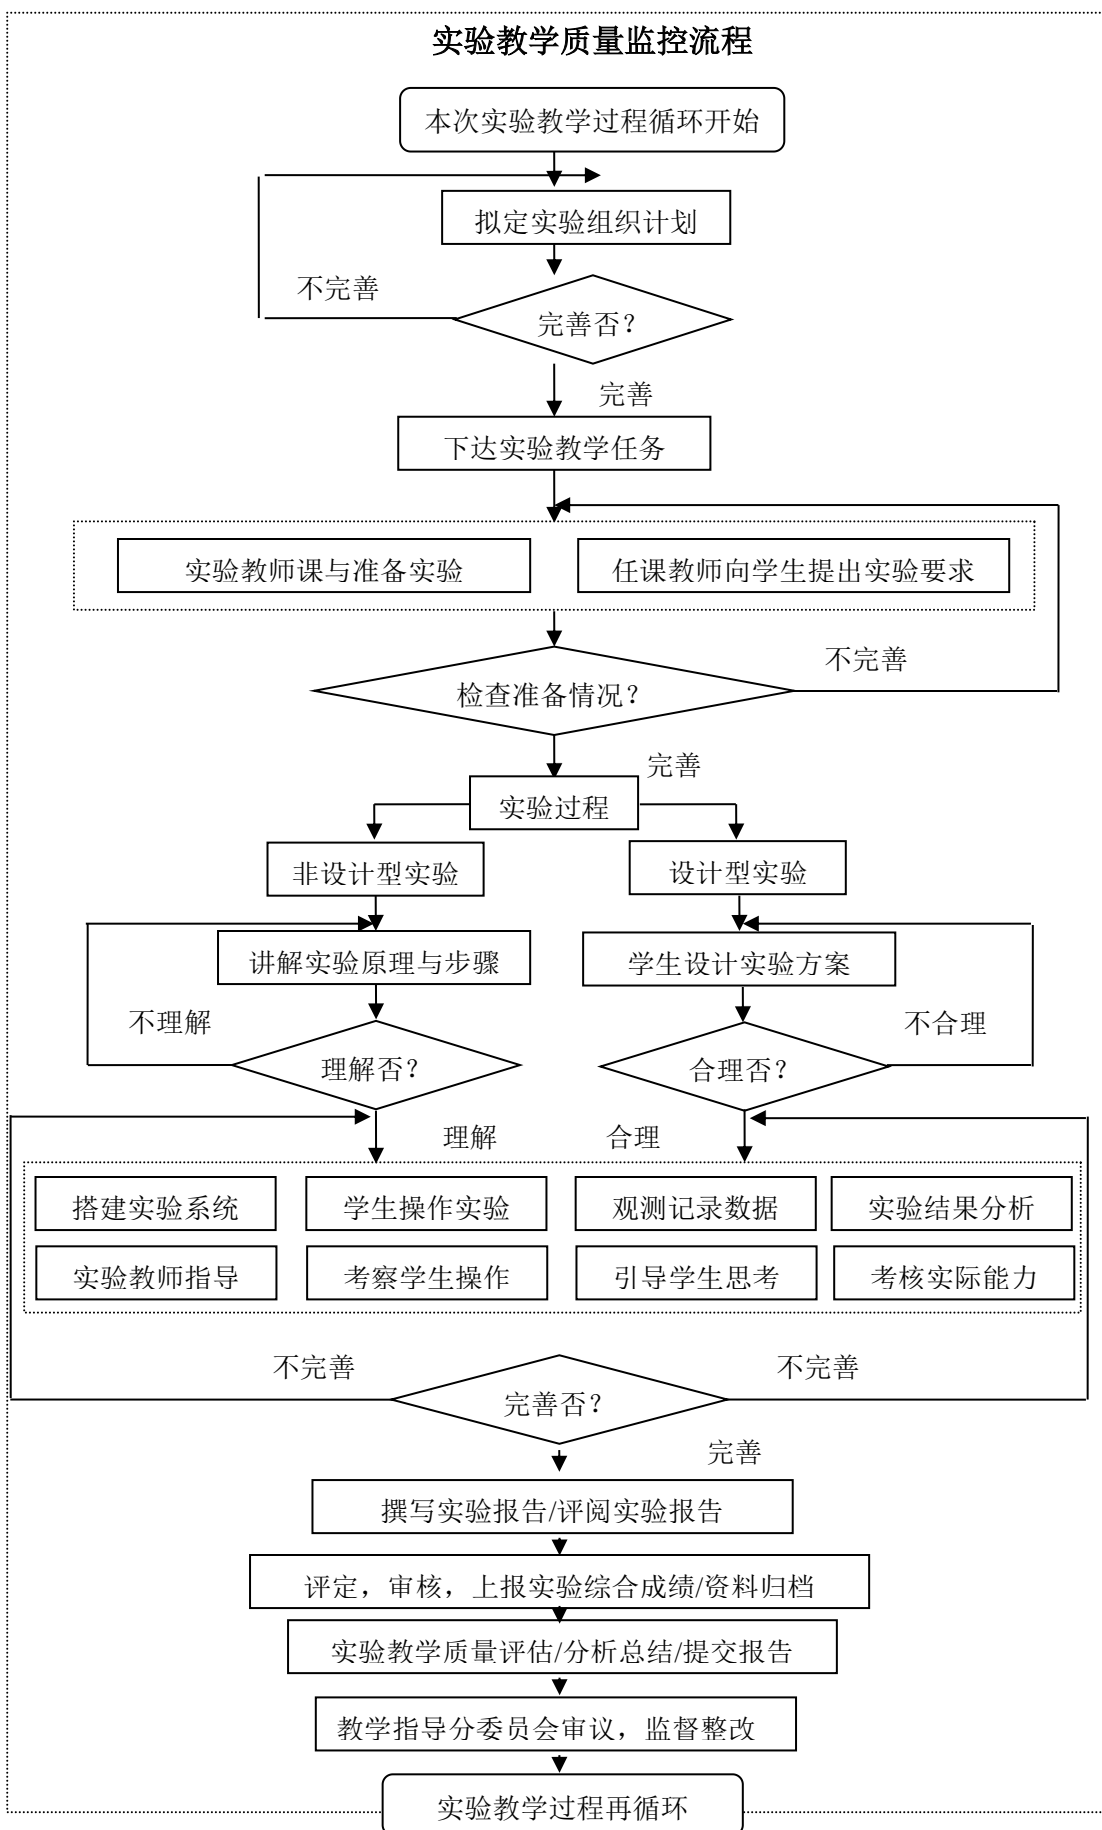 实验教学质量监控流程
本次实验教学过程循环开始
拟定实验组织计划
不完善
完善否？
完善
下达实验教学任务
实验教师课与准备实验
任课教师向学生提出实验要求
不完善
检查准备情况？
完善
实验过程
非设计型实验
设计型实验
讲解实验原理与步骤
学生设计实验方案
不理解
不合理
理解否？
合理否？
理解
合理
搭建实验系统
学生操作实验
观测记录数据
实验结果分析
实验教师指导
考察学生操作
引导学生思考
考核实际能力
不完善
不完善
完善否？
完善
撰写实验报告/评阅实验报告
评定，审核，上报实验综合成绩/资料归档
实验教学质量评估/分析总结/提交报告
教学指导分委员会审议，监督整改
实验教学过程再循环